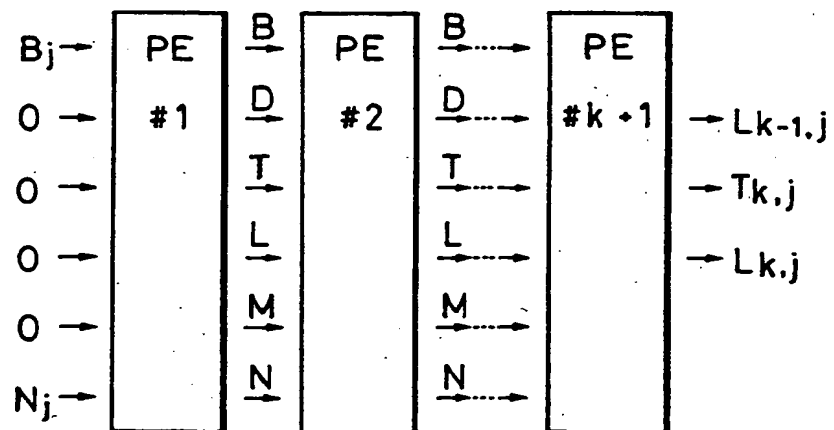 Bj → PE B → PE B → PE
0 → #1 D → #2 D → #k+1 → Lk-1,j
0 → T → T → → Tk,j
0 → L → L → → Lk,j
0 → M → M →
Nj → N → N →